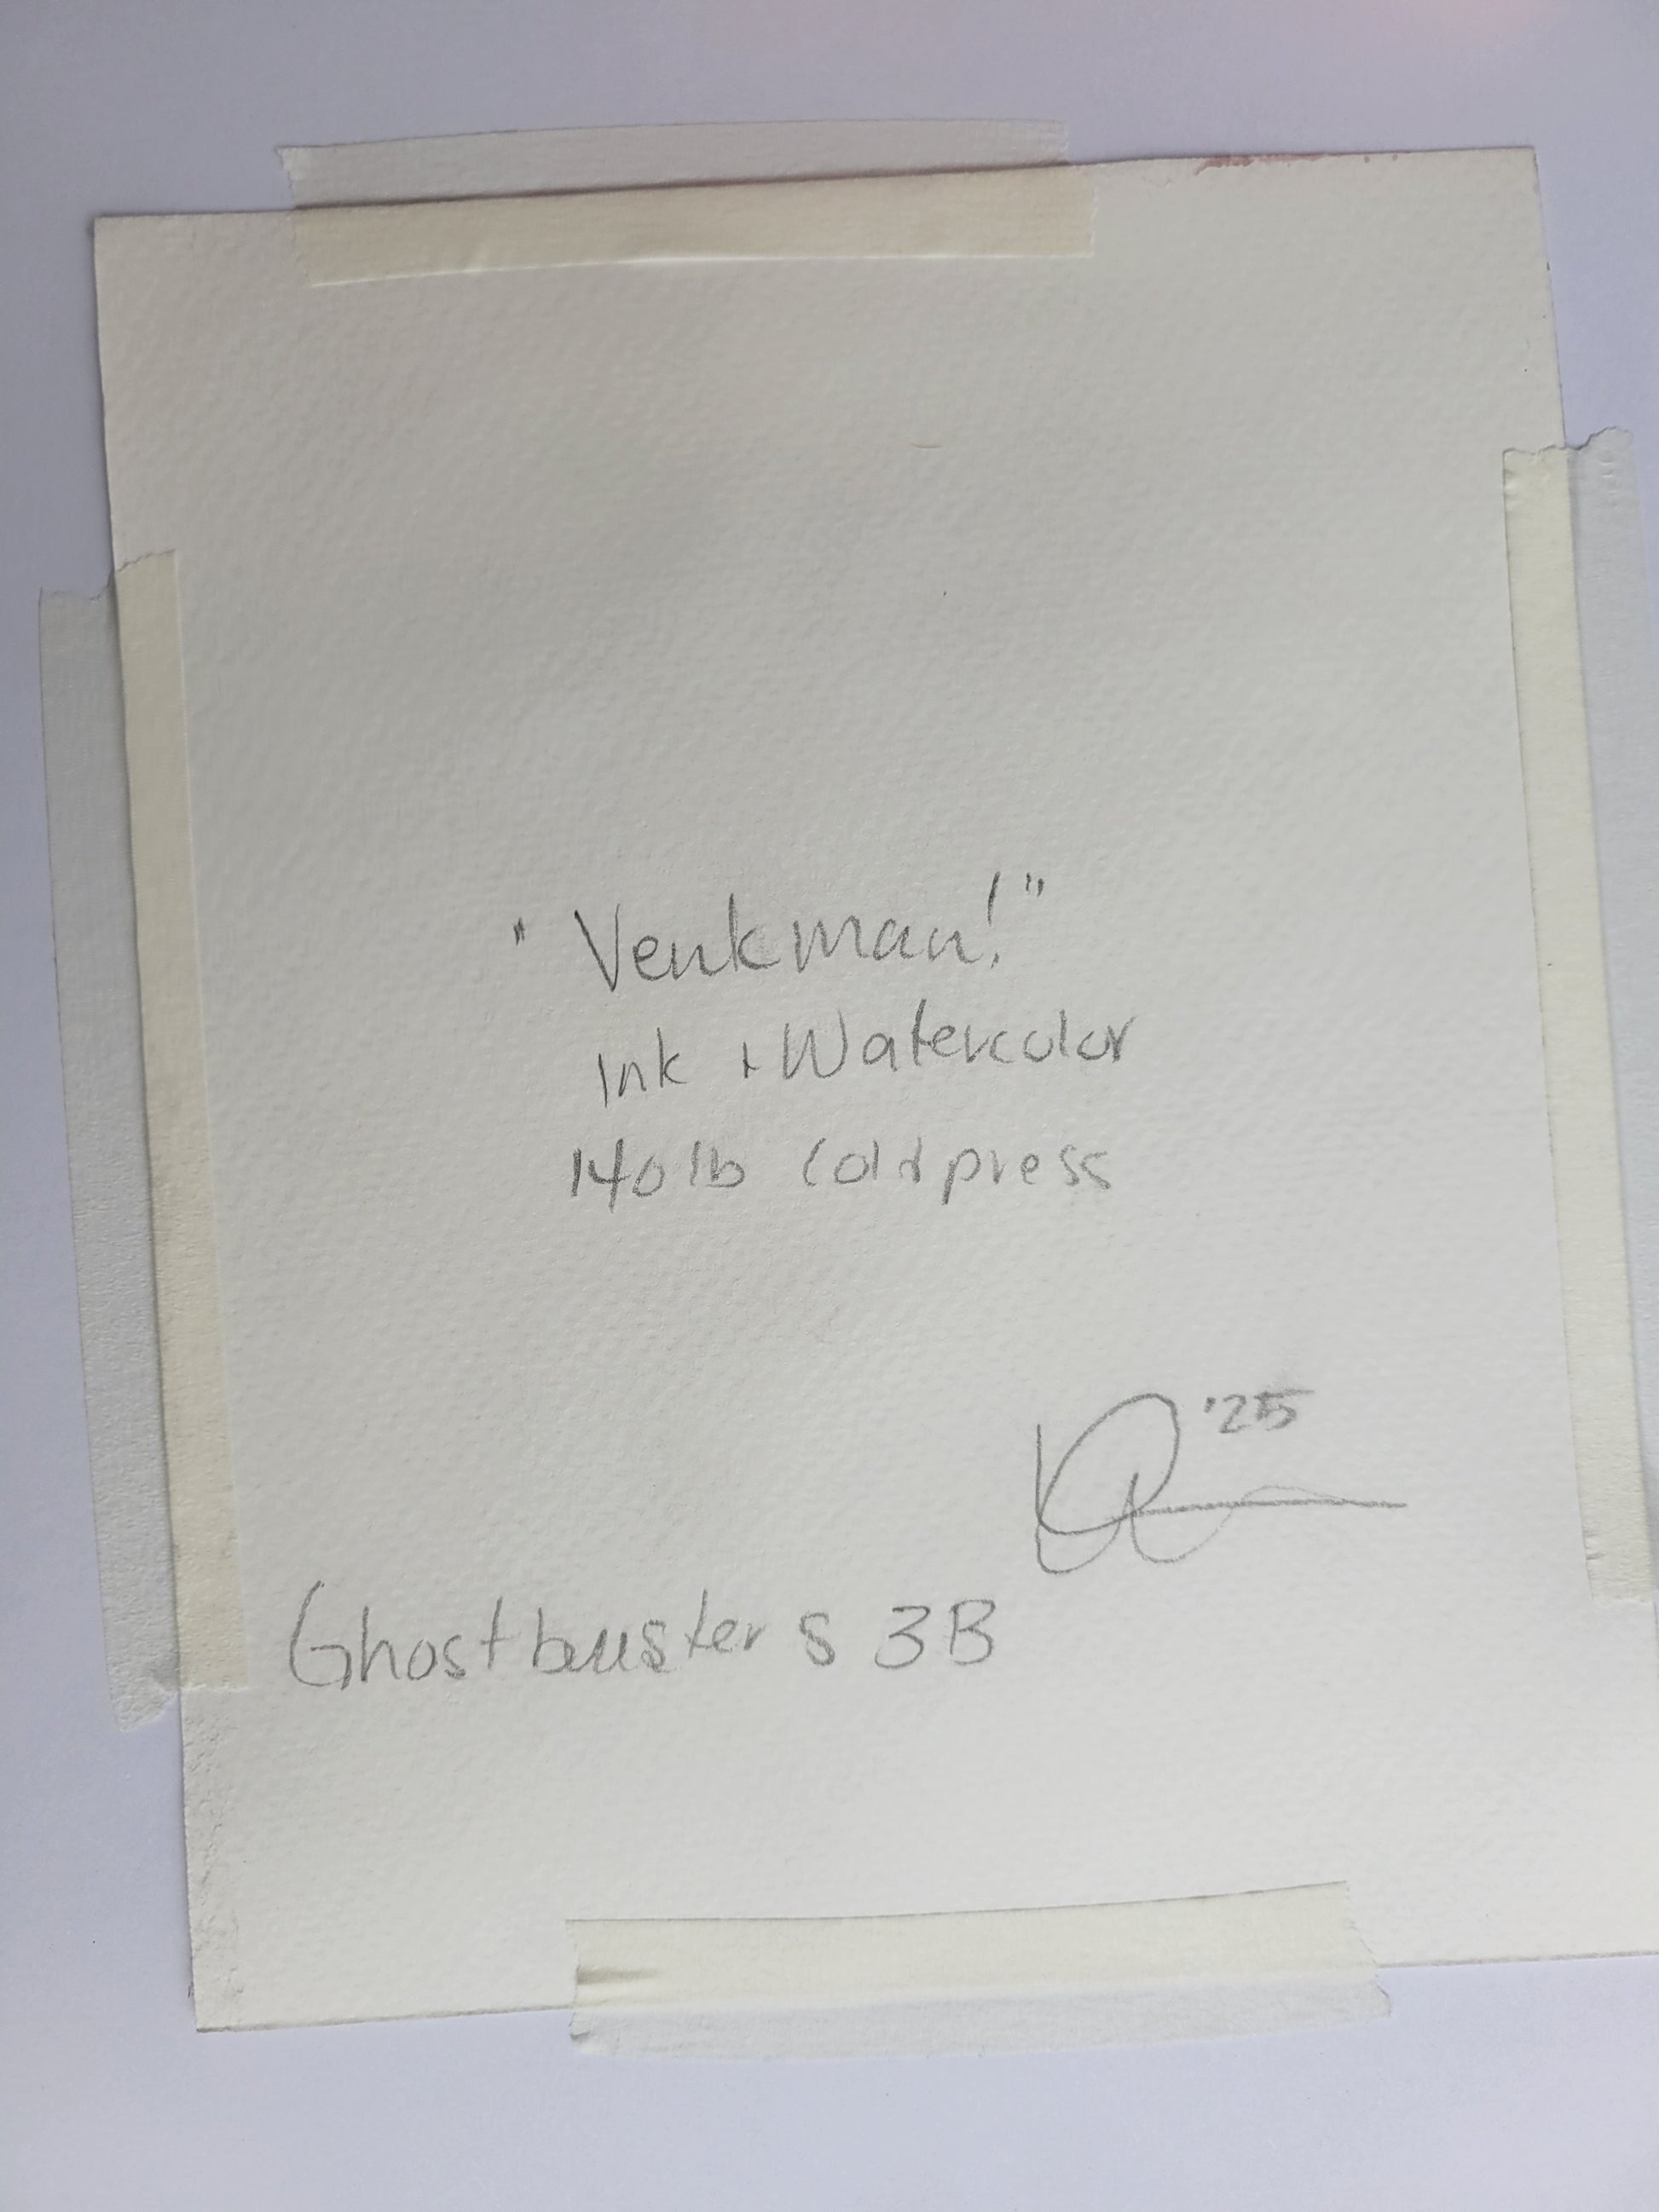 "Venkman!"
Ink + Watercolor
140lb Coldpress
'25
Ghostbusters 3B